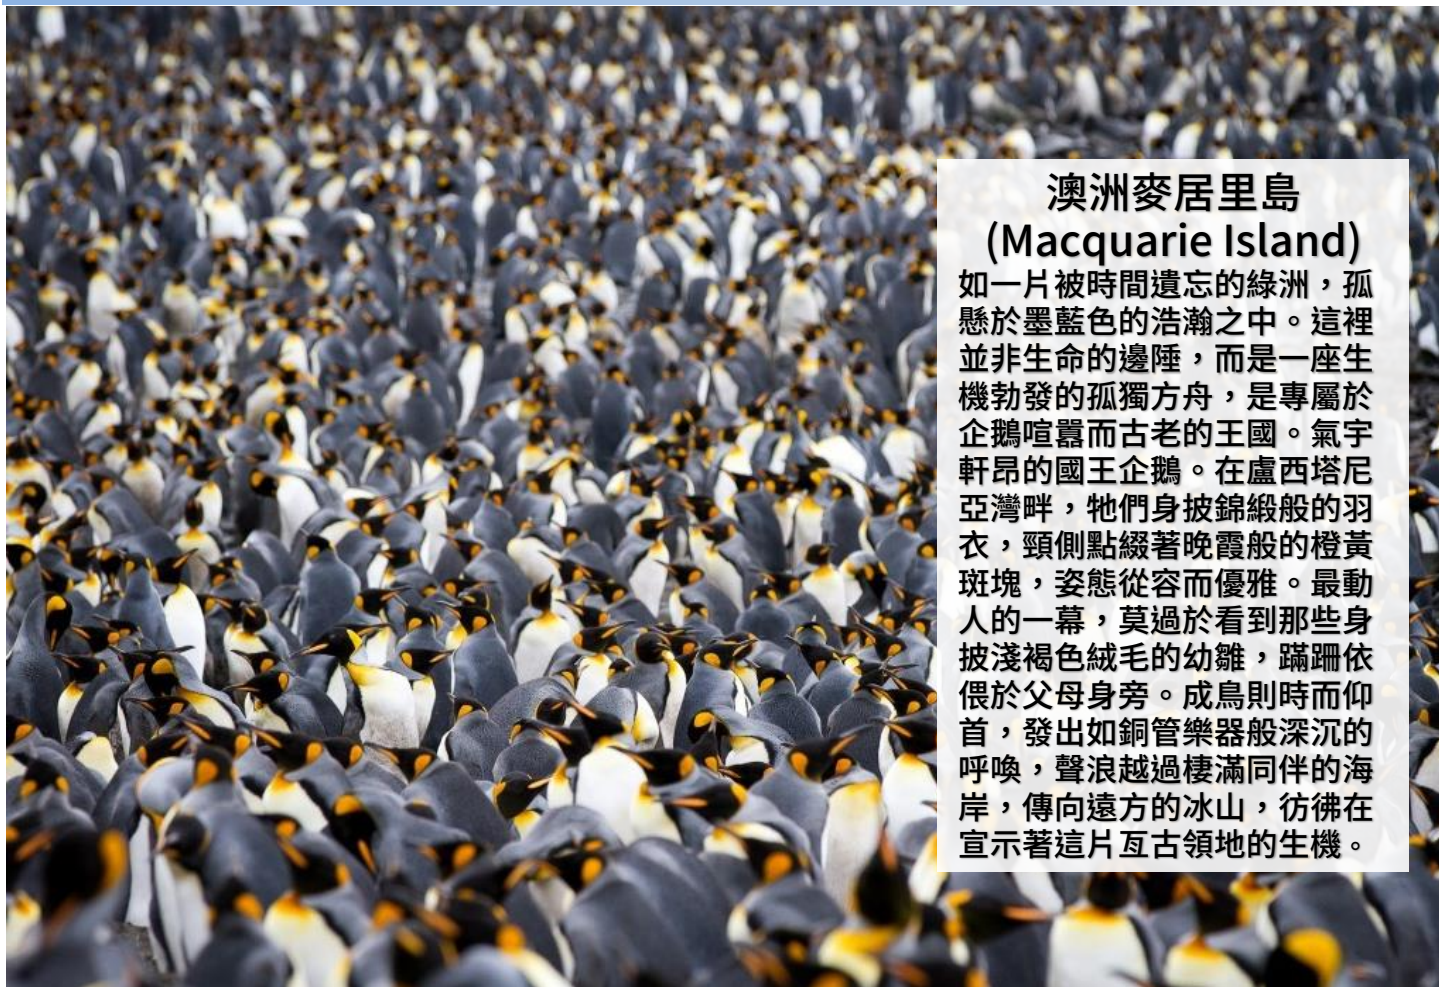 澳洲麥居里島
(Macquarie Island)
如一片被時間遺忘的綠洲，孤
懸於墨藍色的浩瀚之中。這裡
並非生命的邊陲，而是一座生
機勃發的孤獨方舟，是專屬於
企鵝喧囂而古老的王國。氣宇
軒昂的國王企鵝。在盧西塔尼
亞灣畔，牠們身披錦緞般的羽
衣，頸側點綴著晚霞般的橙黃
斑塊，姿態從容而優雅。最動
人的一幕，莫過於看到那些身
披淺褐色絨毛的幼雛，蹣跚依
偎於父母身旁。成鳥則時而仰
首，發出如銅管樂器般深沉的
呼喚，聲浪越過棲滿同伴的海
岸，傳向遠方的冰山，彷彿在
宣示著這片亙古領地的生機。